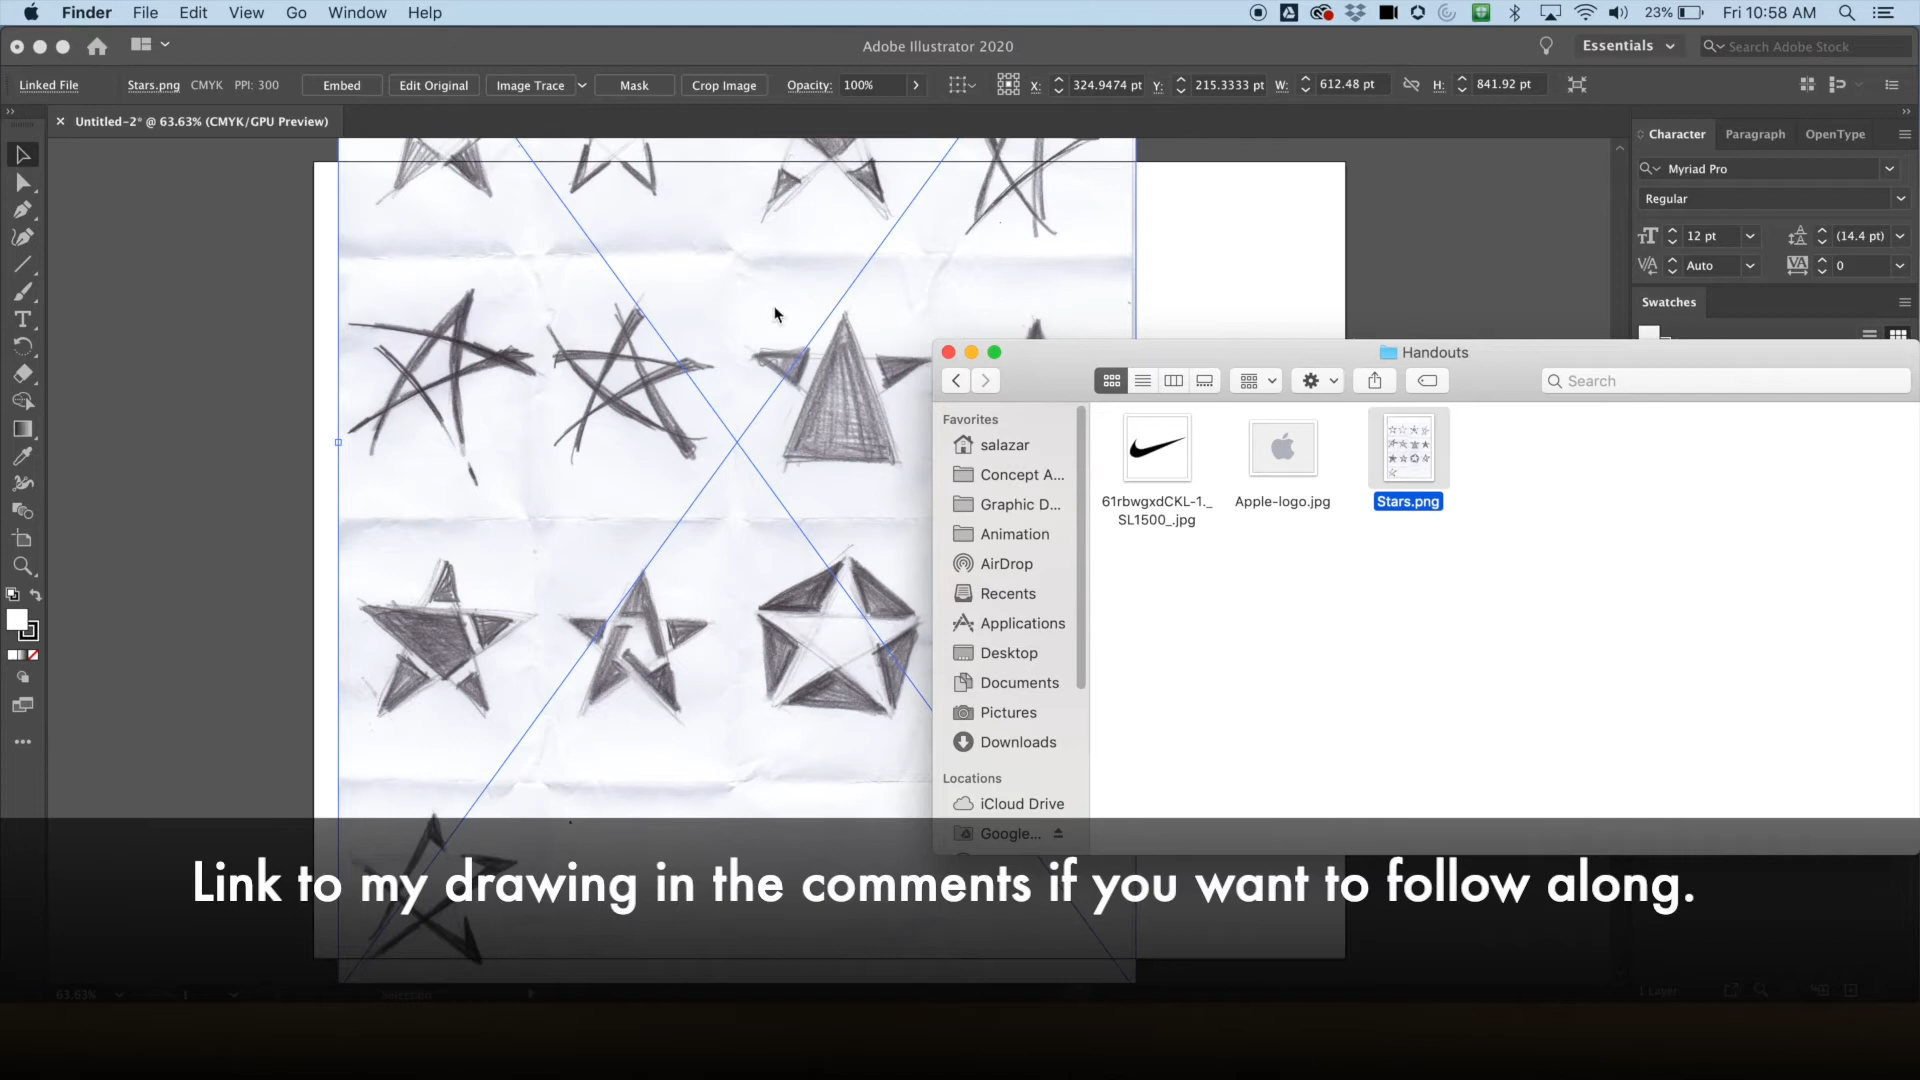 Finder File Edit View Go Window Help 23% Fri 10:58 AM
Adobe Illustrator 2020 Essentials Search Adobe Stock
Linked File Stars.png CMYK PPI: 300 Embed Edit Original Image Trace Mask Crop Image Opacity: 100% X: 324.9474 pt Y: 215.3333 pt W: 612.48 pt H: 841.92 pt
Untitled-2* @ 63.63% (CMYK/GPU Preview)
Character Paragraph OpenType
Myriad Pro
Regular
12 pt (14.4 pt)
Auto 0
Swatches
Handouts
Search
Favorites
salazar
Concept A...
Graphic D...
Animation
AirDrop
Recents
Applications
Desktop
Documents
Pictures
Downloads
Locations
iCloud Drive
Google...
61rbwgxdCKL-1._
SL1500_.jpg
Apple-logo.jpg
Stars.png
Link to my drawing in the comments if you want to follow along.
63.63% 1 Selection 1 Layer